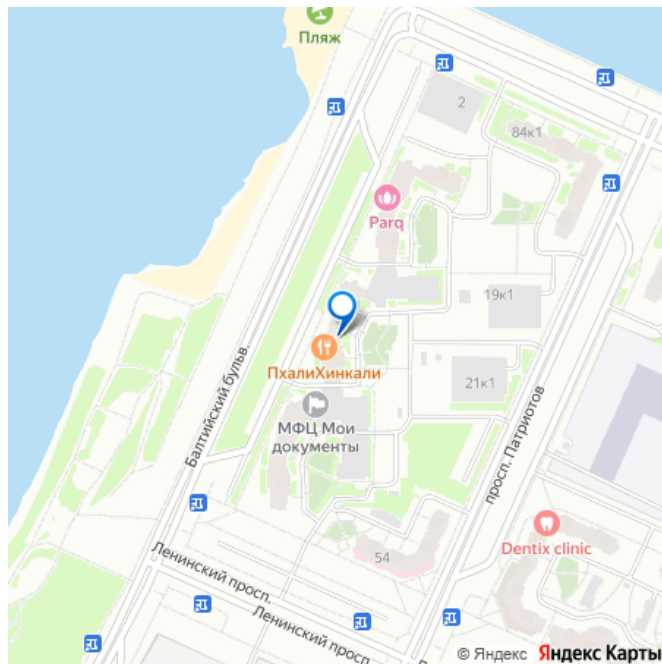 Пляж
2
84к1
Parq
19к1
ПхалиХинкали
21к1
Балтийский бульв.
МФЦ Мои
документы
просп. Патриотов
54
Dentix clinic
Ленинский просп.
Ленинский просп
© Яндекс Яндекс Карты